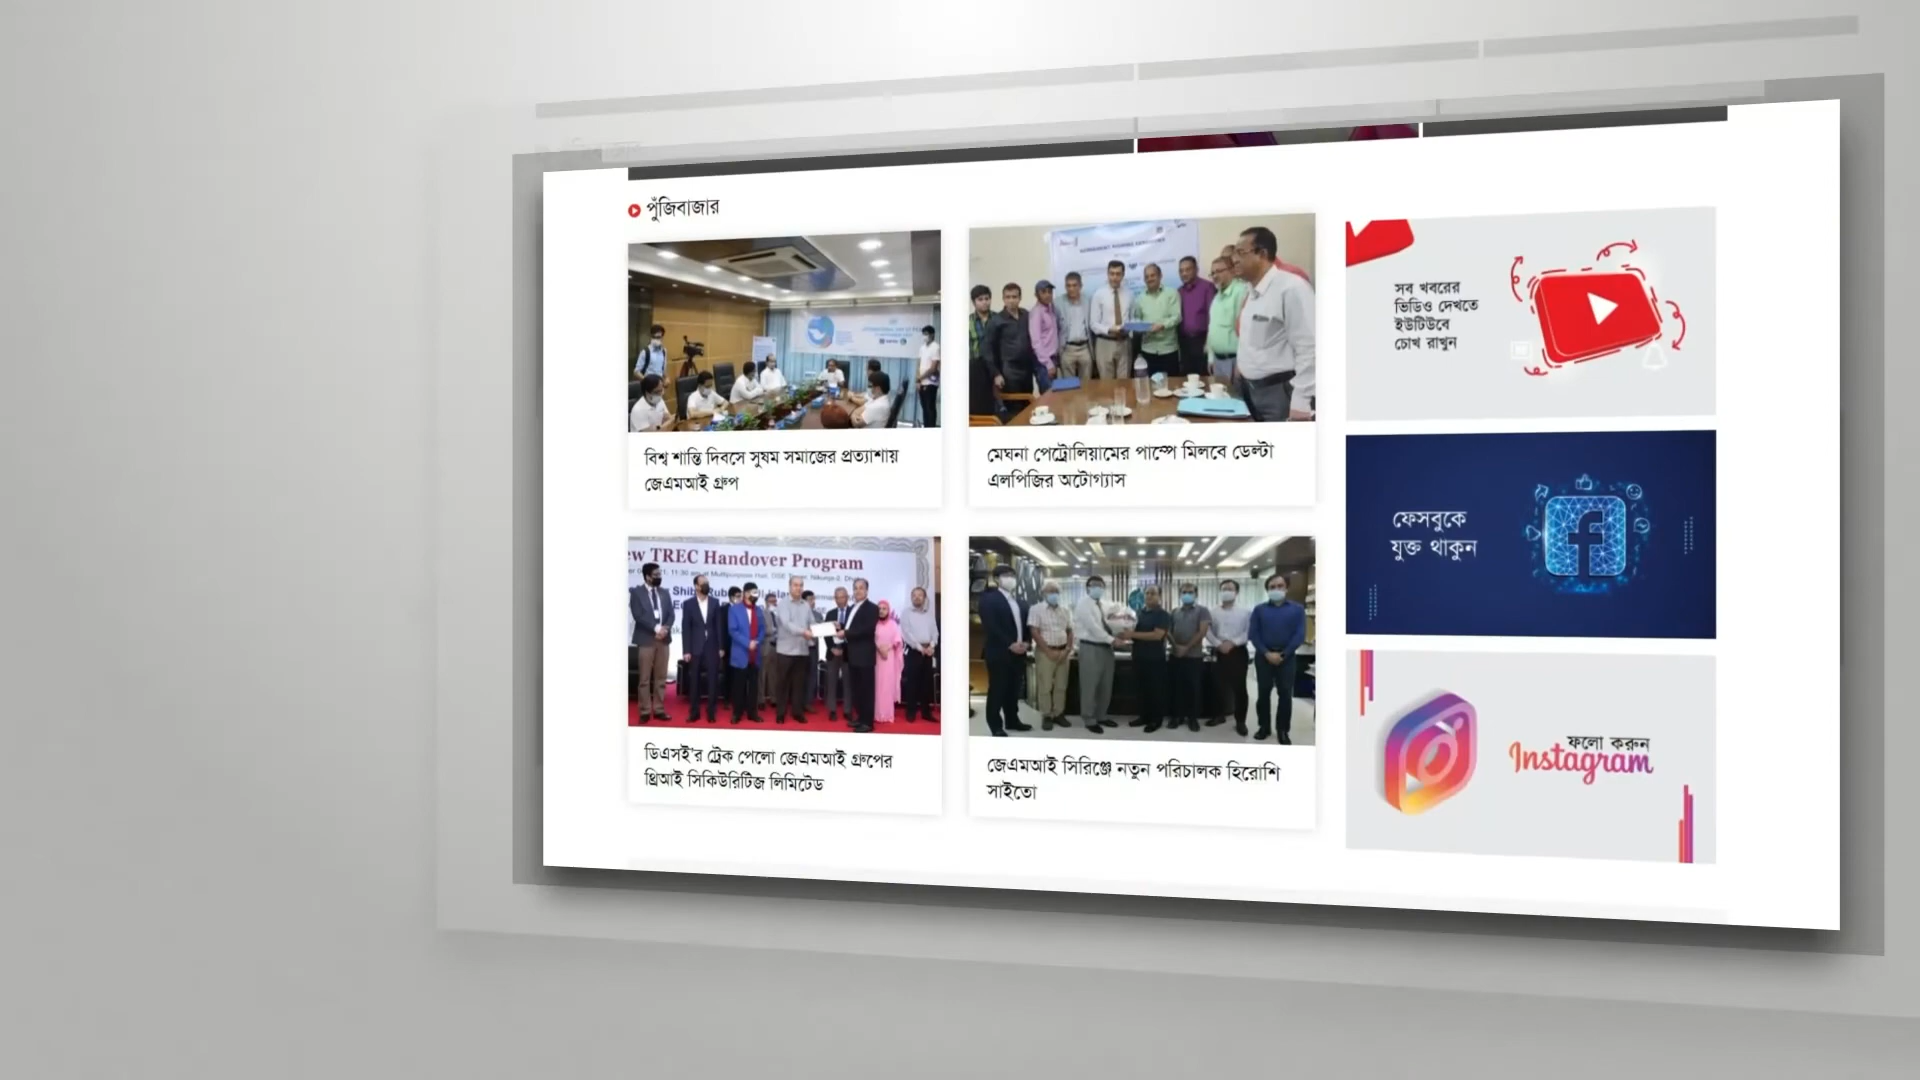 পুঁজিবাজার
বিশ্ব শান্তি দিবসে সুষম সমাজের প্রত্যাশায়
জেএমআই গ্রুপ
মেঘনা পেট্রোলিয়ামের পাম্পে মিলবে ডেল্টা
এলপিজির অটোগ্যাস
ew TREC Handover Program
ডিএসই'র ট্রেক পেলো জেএমআই গ্রুপের
থ্রিআই সিকিউরিটিজ লিমিটেড
জেএমআই সিরিঞ্জে নতুন পরিচালক হিরোশি
সাইতো
সব খবরের
ভিডিও দেখতে
ইউটিউবে
চোখ রাখুন
ফেসবুকে
যুক্ত থাকুন
ফলো করুন
Instagram